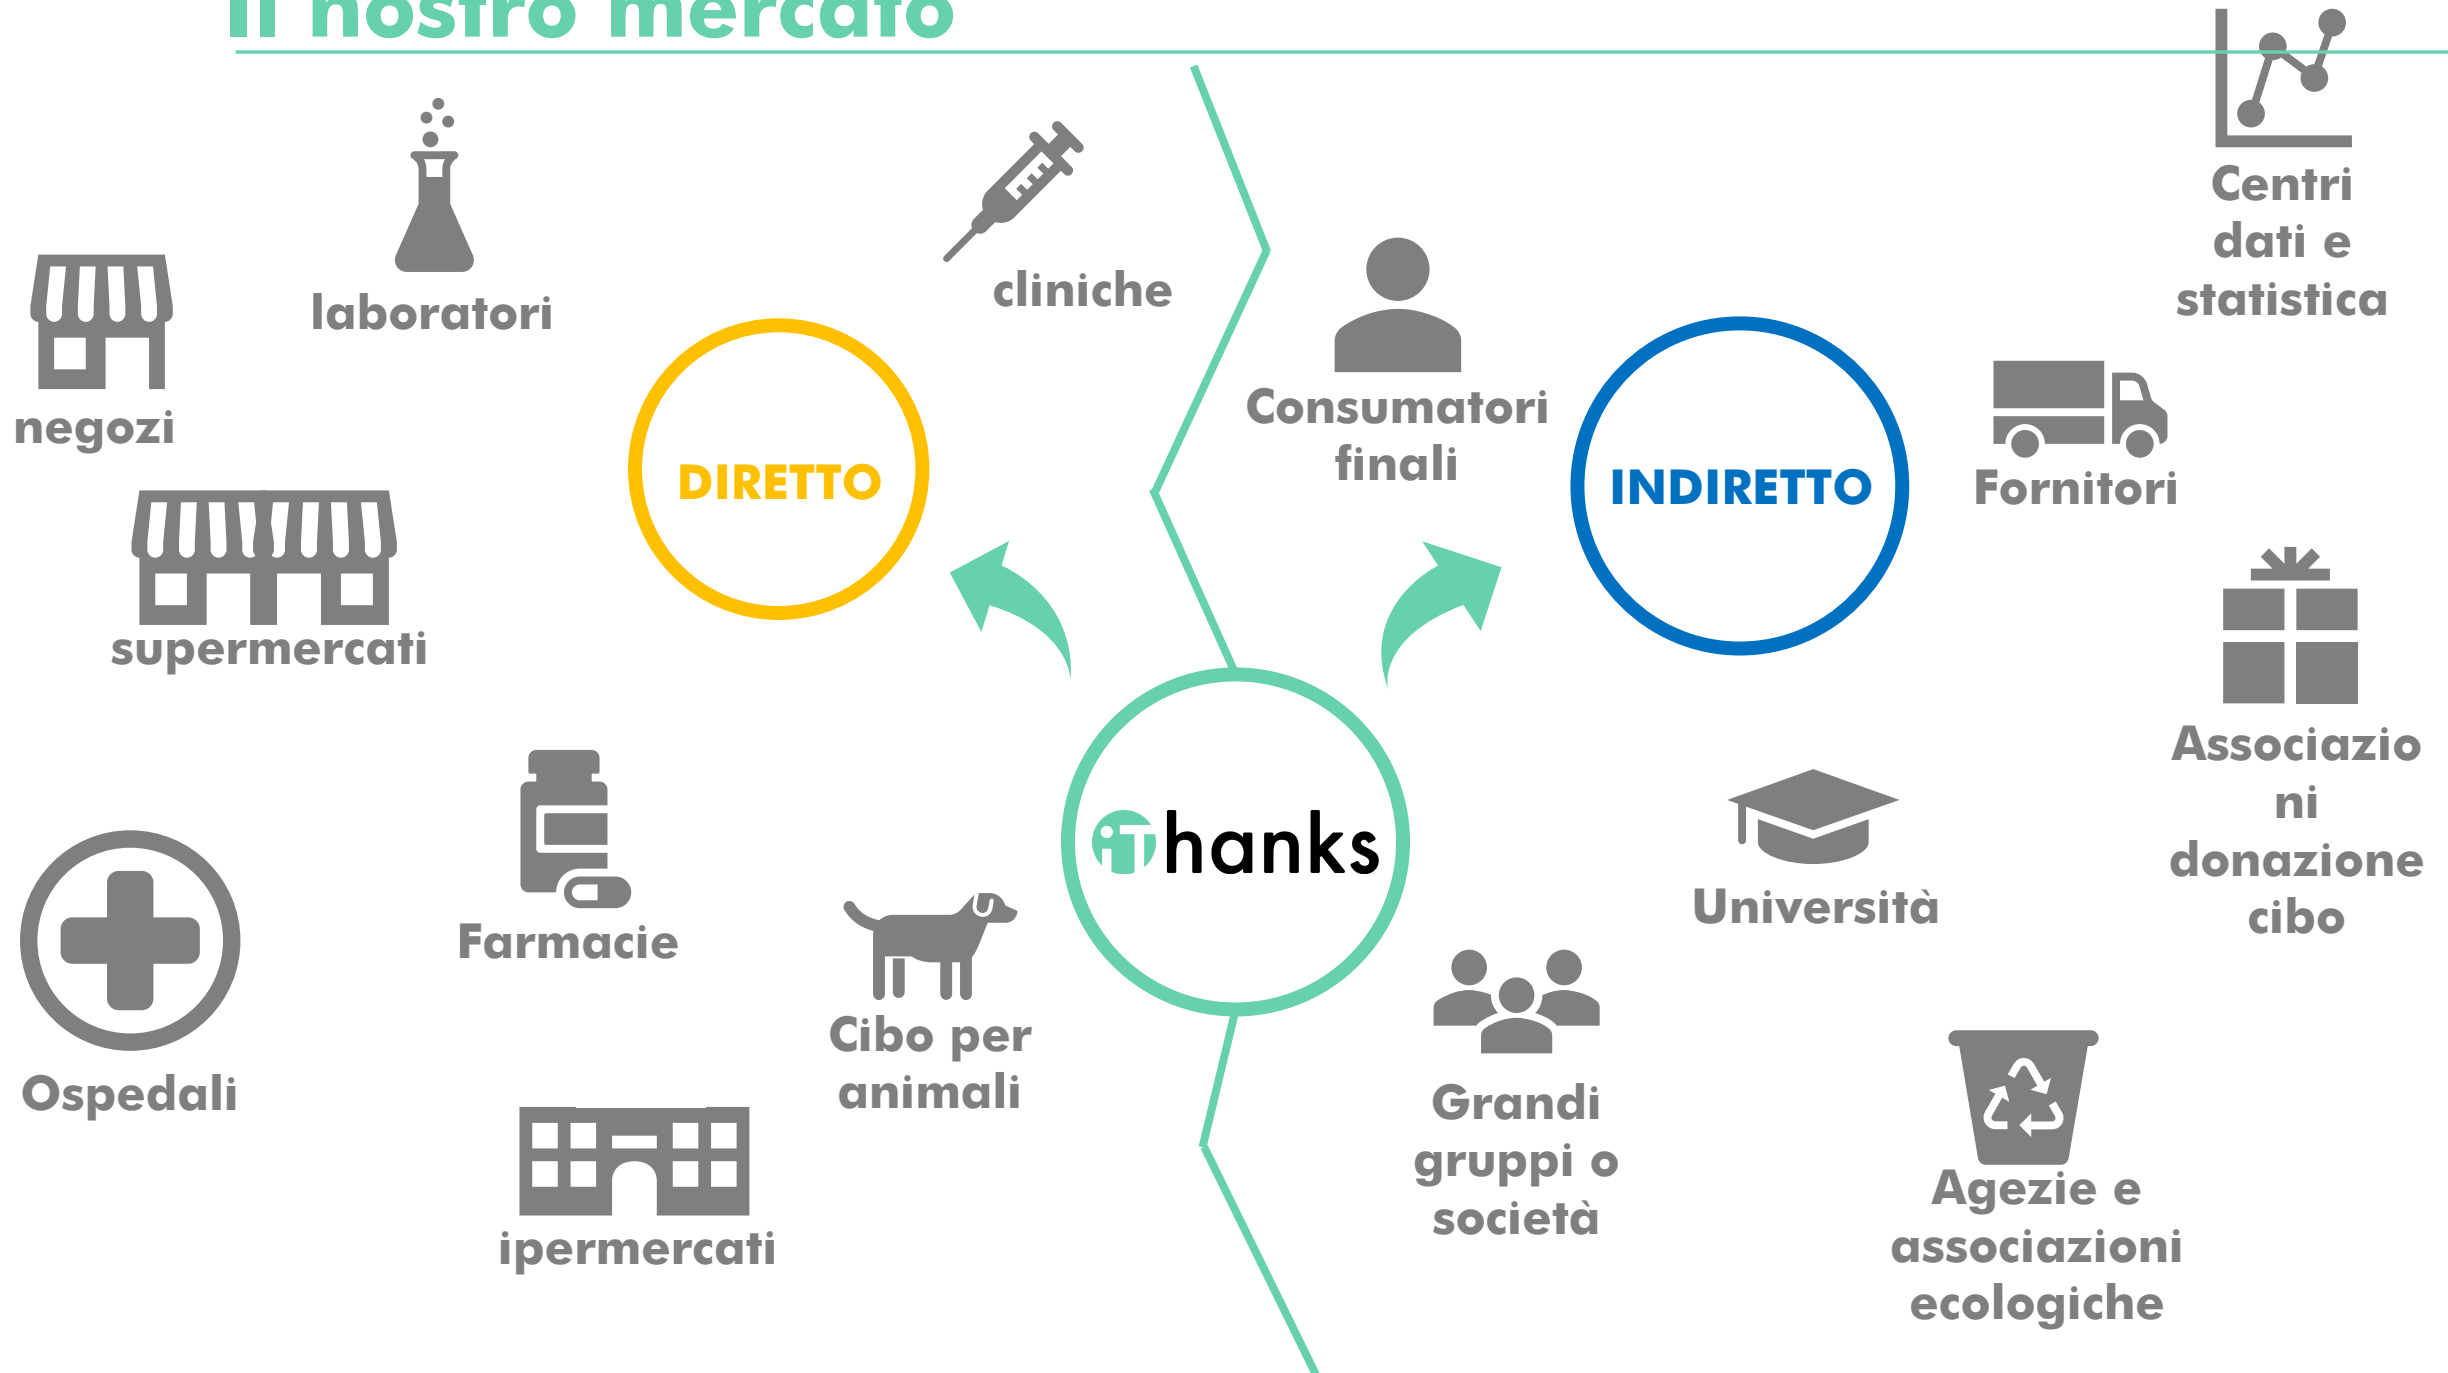 Il nostro mercato
laboratori
cliniche
negozi
supermercati
DIRETTO
Farmacie
Ospedali
Cibo per
animali
ipermercati
iThanks
Consumatori
finali
INDIRETTO
Centri
dati e
statistica
Fornitori
Associazio
ni
donazione
cibo
Università
Grandi
gruppi o
società
Agezie e
associazioni
ecologiche